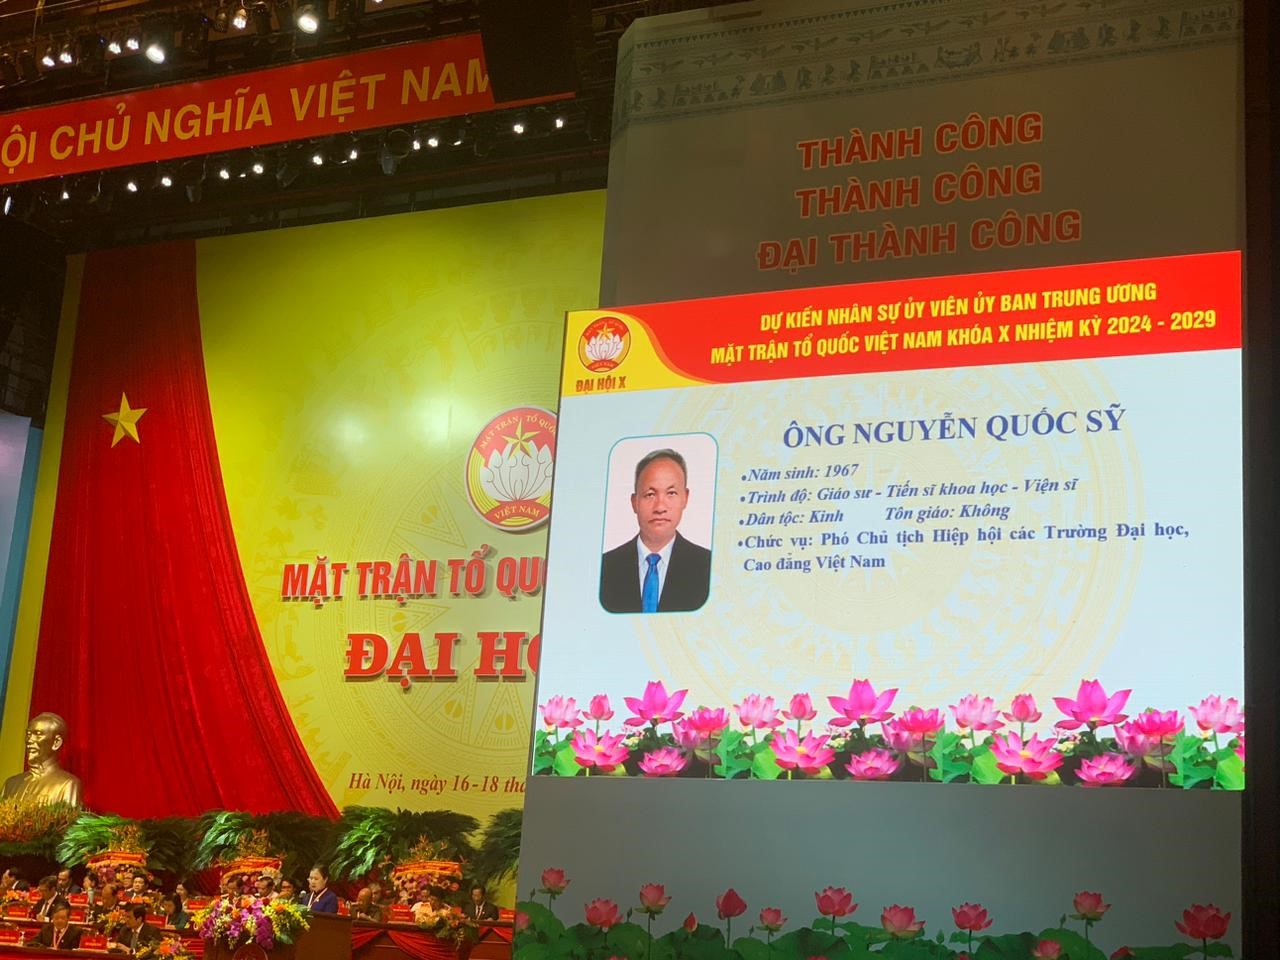 ỘI CHỦ NGHĨA VIỆT NAM
THÀNH CÔNG
THÀNH CÔNG
ĐẠI THÀNH CÔNG
DỰ KIẾN NHÂN SỰ ỦY VIÊN ỦY BAN TRUNG ƯƠNG
MẶT TRẬN TỔ QUỐC VIỆT NAM KHÓA X NHIỆM KỲ 2024 - 2029
VIỆT NAM
ĐẠI HỘI X
ÔNG NGUYỄN QUỐC SỸ
•Năm sinh: 1967
•Trình độ: Giáo sư - Tiến sĩ khoa học - Viện sĩ
•Dân tộc: Kinh Tôn giáo: Không
•Chức vụ: Phó Chủ tịch Hiệp hội các Trường Đại học,
Cao đẳng Việt Nam
MẶT TRẬN TỔ QUỐ
VIỆT NAM
MẶT TRẬN TỔ QU
ĐẠI H
Hà Nội, ngày 16-18 th